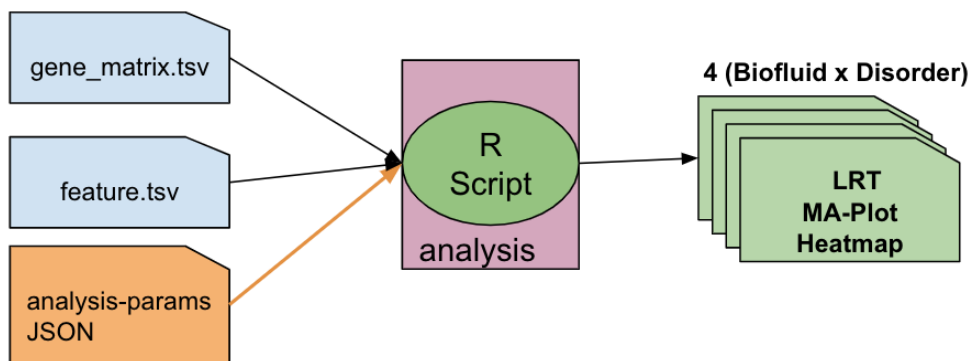 gene_matrix.tsv
feature.tsv
analysis-params
JSON
R
Script
analysis
4 (Biofluid x Disorder)
LRT
MA-Plot
Heatmap